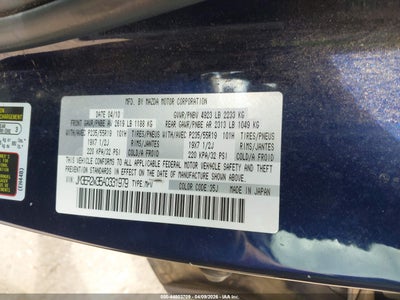 MFD. BY MAZDA MOTOR CORPORATION
DATE 04/10 GVWR/PNBV 4923 LB 2233 KG
FRONT GAWR/PNBE AV 2619 LB 1188 KG REAR GAWR/PNBE AR 2313 LB 1049 KG
WITH/AVEC P235/55R19 101H TIRES/PNEUS WITH/AVEC P235/55R19 101H TIRES/PNEUS
19X7 1/2J RIMS/JANTES 19X7 1/2J RIMS/JANTES
220 KPA/32 PSI COLD/FROID 220 KPA/32 PSI COLD/FROID
THIS VEHICLE CONFORMS TO ALL APPLICABLE FEDERAL MOTOR VEHICLE SAFETY AND THEFT
PREVENTION STANDARDS IN EFFECT ON THE DATE OF MANUFACTURE SHOWN ABOVE.
TYPE:MPV COLOR CODE 35J MADE IN JAPAN
(EH44B)